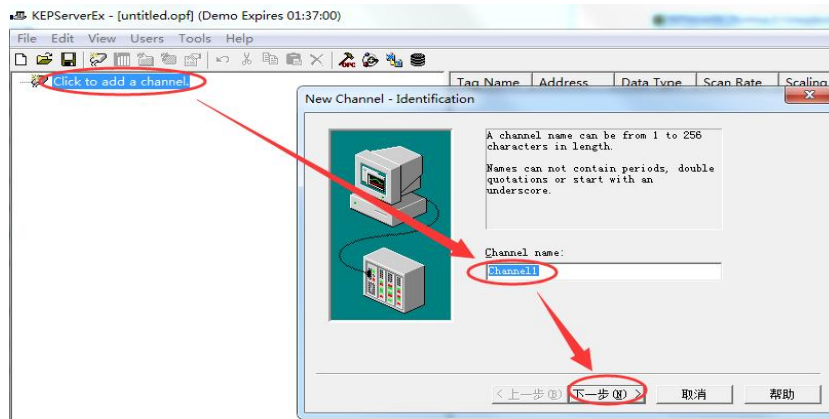 KEPServerEx - [untitled.opf] (Demo Expires 01:37:00)
File Edit View Users Tools Help
Click to add a channel.
Tag Name Address Data Type Scan Rate Scaling
New Channel - Identification
A channel name can be from 1 to 256
characters in length.
Names can not contain periods, double
quotations or start with an
underscore.
Channel name:
Channel1
< 上一步(B) 下一步(N) > 取消 帮助